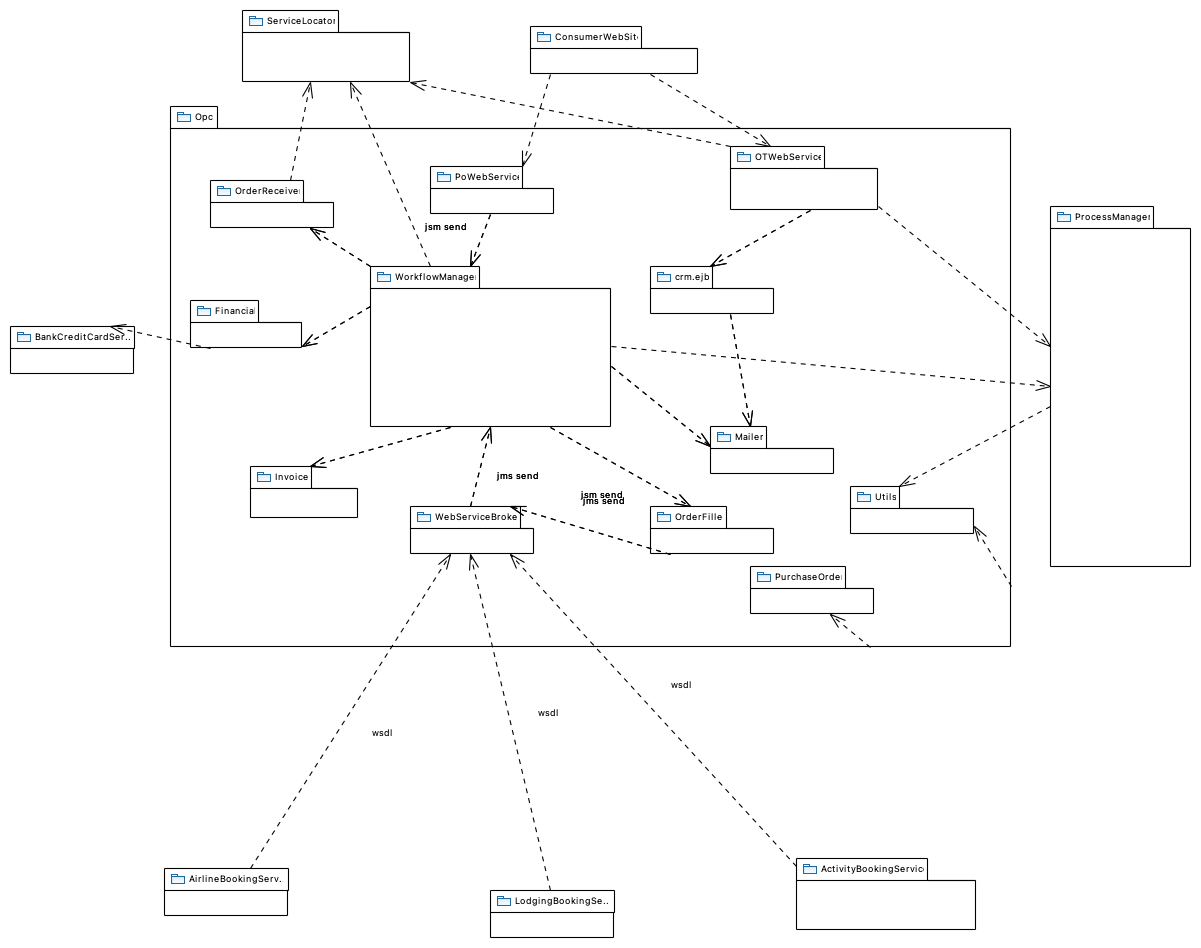 ServiceLocator
ConsumerWebSit
Opc
OTWebService
PoWebService
OrderReceiver
ProcessManager
jsm send
WorkflowManager
crm.ejb
Financial
BankCreditCardSer..
Mailer
Invoice
jms send
Utils
jsm send
jms send
WebServiceBroke
OrderFille
PurchaseOrde
wsdl
wsdl
wsdl
ActivityBookingService
AirlineBookingServ.
LodgingBookingSe..